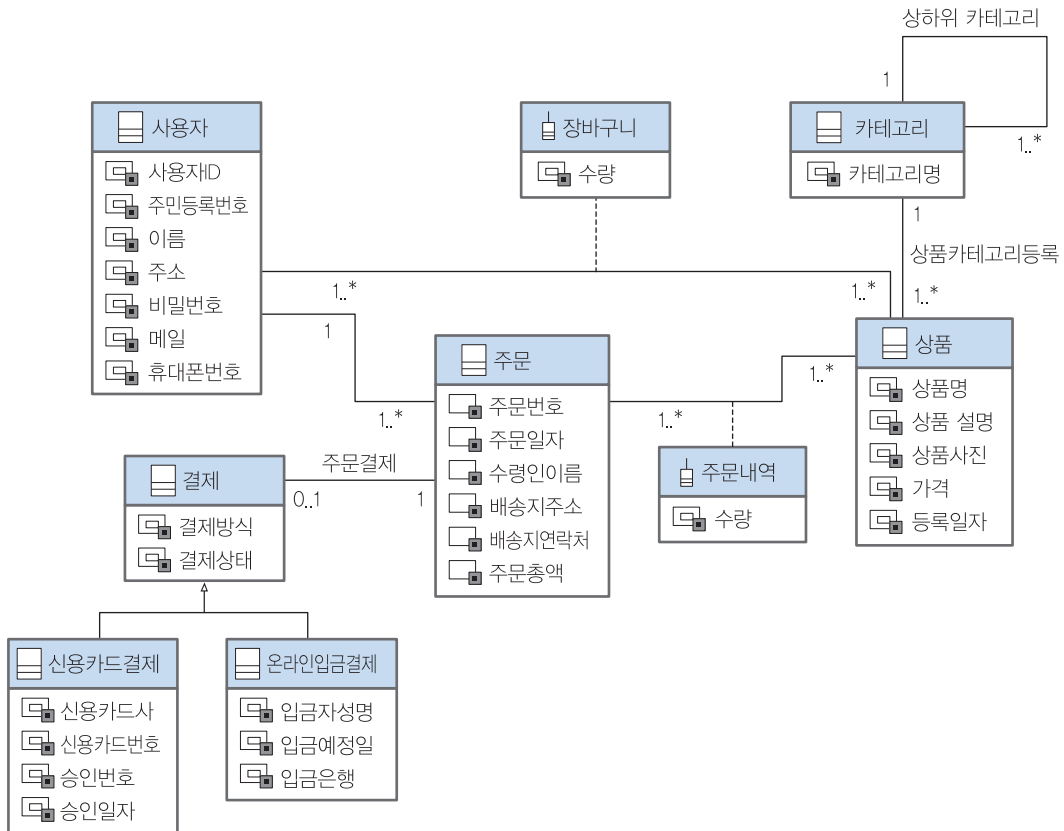 상하위 카테고리
1
1..*
사용자
사용자ID
주민등록번호
이름
주소
비밀번호
메일
휴대폰번호
장바구니
수량
카테고리
카테고리명
1
상품카테고리등록
1..*
1..*
1..*
1
1..*
주문
주문번호
주문일자
수령인이름
배송지주소
배송지연락처
주문총액
1..*
1..*
상품
상품명
상품 설명
상품사진
가격
등록일자
주문내역
수량
주문결제
0..1
1
결제
결제방식
결제상태
신용카드결제
신용카드사
신용카드번호
승인번호
승인일자
온라인입금결제
입금자성명
입금예정일
입금은행